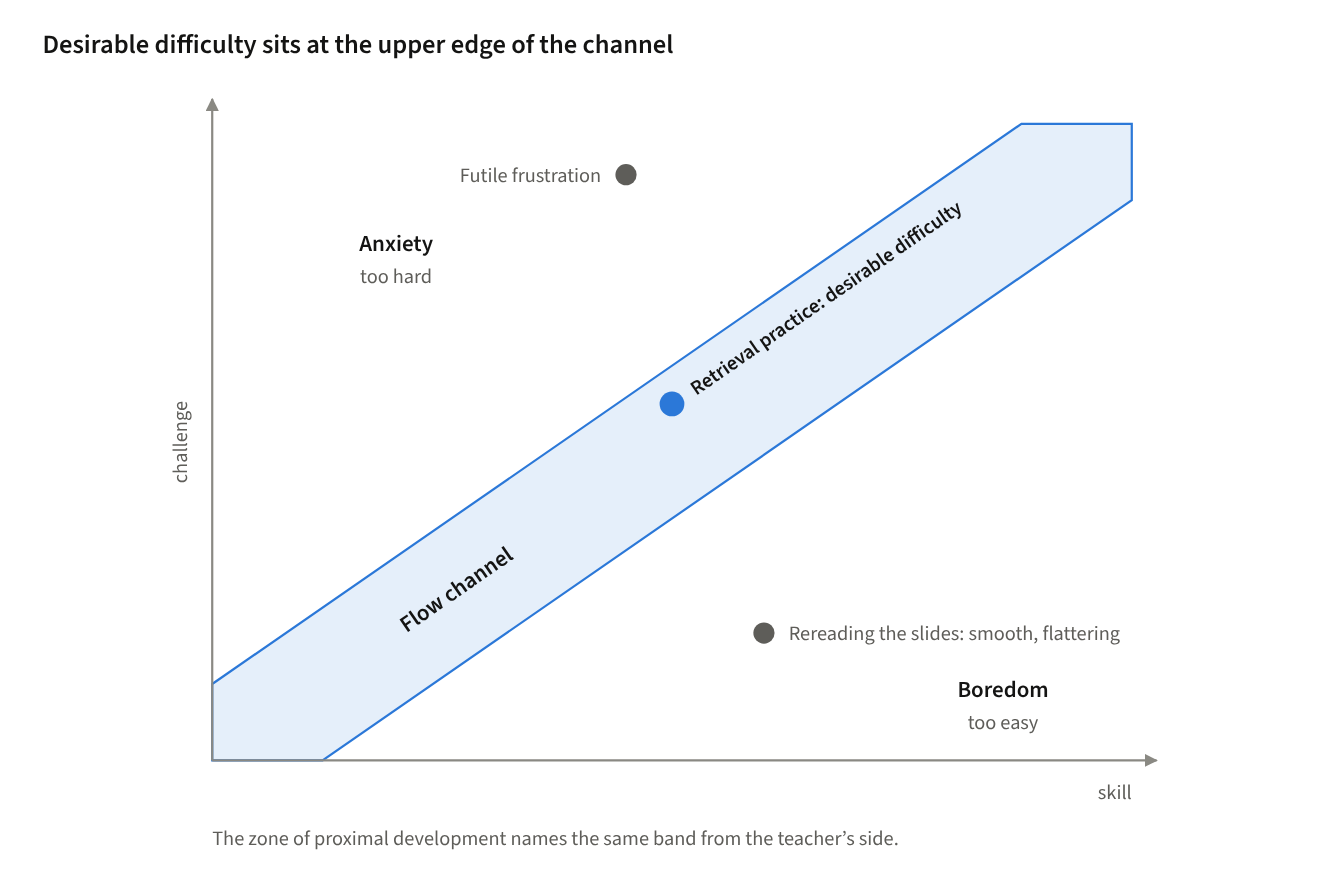 Desirable difficulty sits at the upper edge of the channel
Futile frustration
Anxiety
too hard
Retrieval practice: desirable difficulty
challenge
Flow channel
Rereading the slides: smooth, flattering
Boredom
too easy
skill
The zone of proximal development names the same band from the teacher’s side.